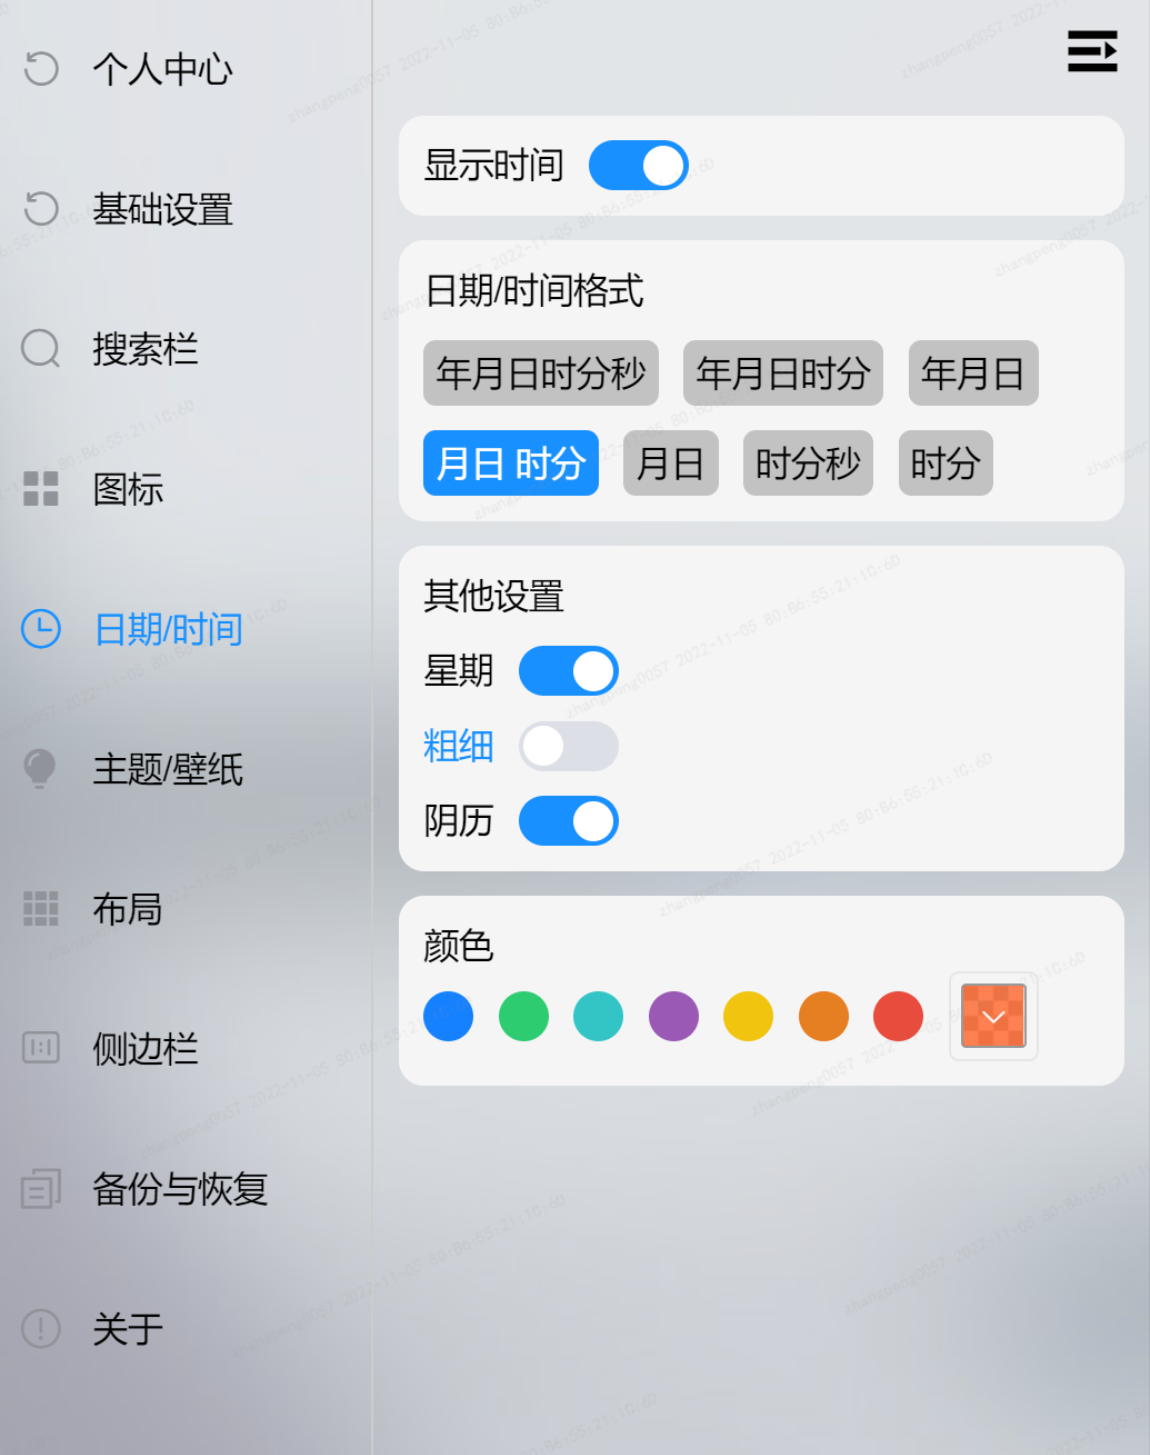 个人中心
基础设置
搜索栏
图标
日期/时间
主题/壁纸
布局
侧边栏
备份与恢复
关于
显示时间
日期/时间格式
年月日时分秒 年月日时分 年月日
月日 时分 月日 时分秒 时分
其他设置
星期
粗细
阴历
颜色
zhangpeng0057 2022-11-05 80:B6:55:21:1C:6D